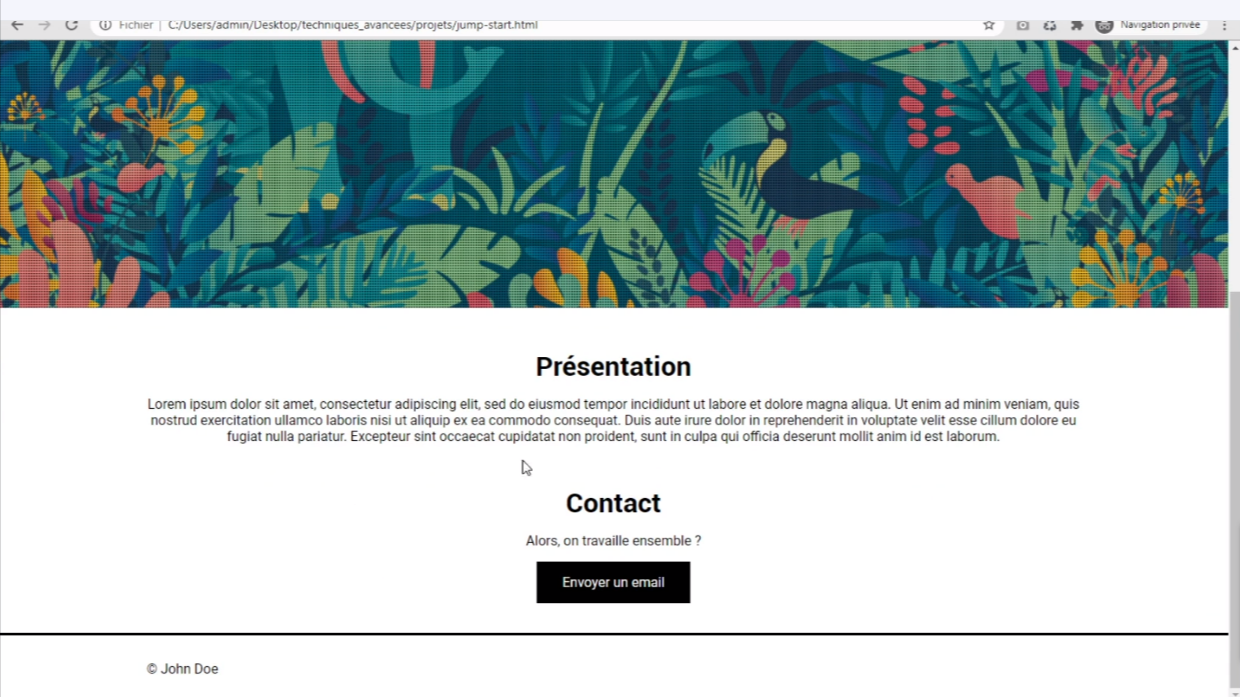 Fichier | C:/Users/admin/Desktop/techniques_avancees/projets/jump-start.html
Navigation privée
Présentation
Lorem ipsum dolor sit amet, consectetur adipiscing elit, sed do eiusmod tempor incididunt ut labore et dolore magna aliqua. Ut enim ad minim veniam, quis
nostrud exercitation ullamco laboris nisi ut aliquip ex ea commodo consequat. Duis aute irure dolor in reprehenderit in voluptate velit esse cillum dolore eu
fugiat nulla pariatur. Excepteur sint occaecat cupidatat non proident, sunt in culpa qui officia deserunt mollit anim id est laborum.
Contact
Alors, on travaille ensemble ?
Envoyer un email
© John Doe